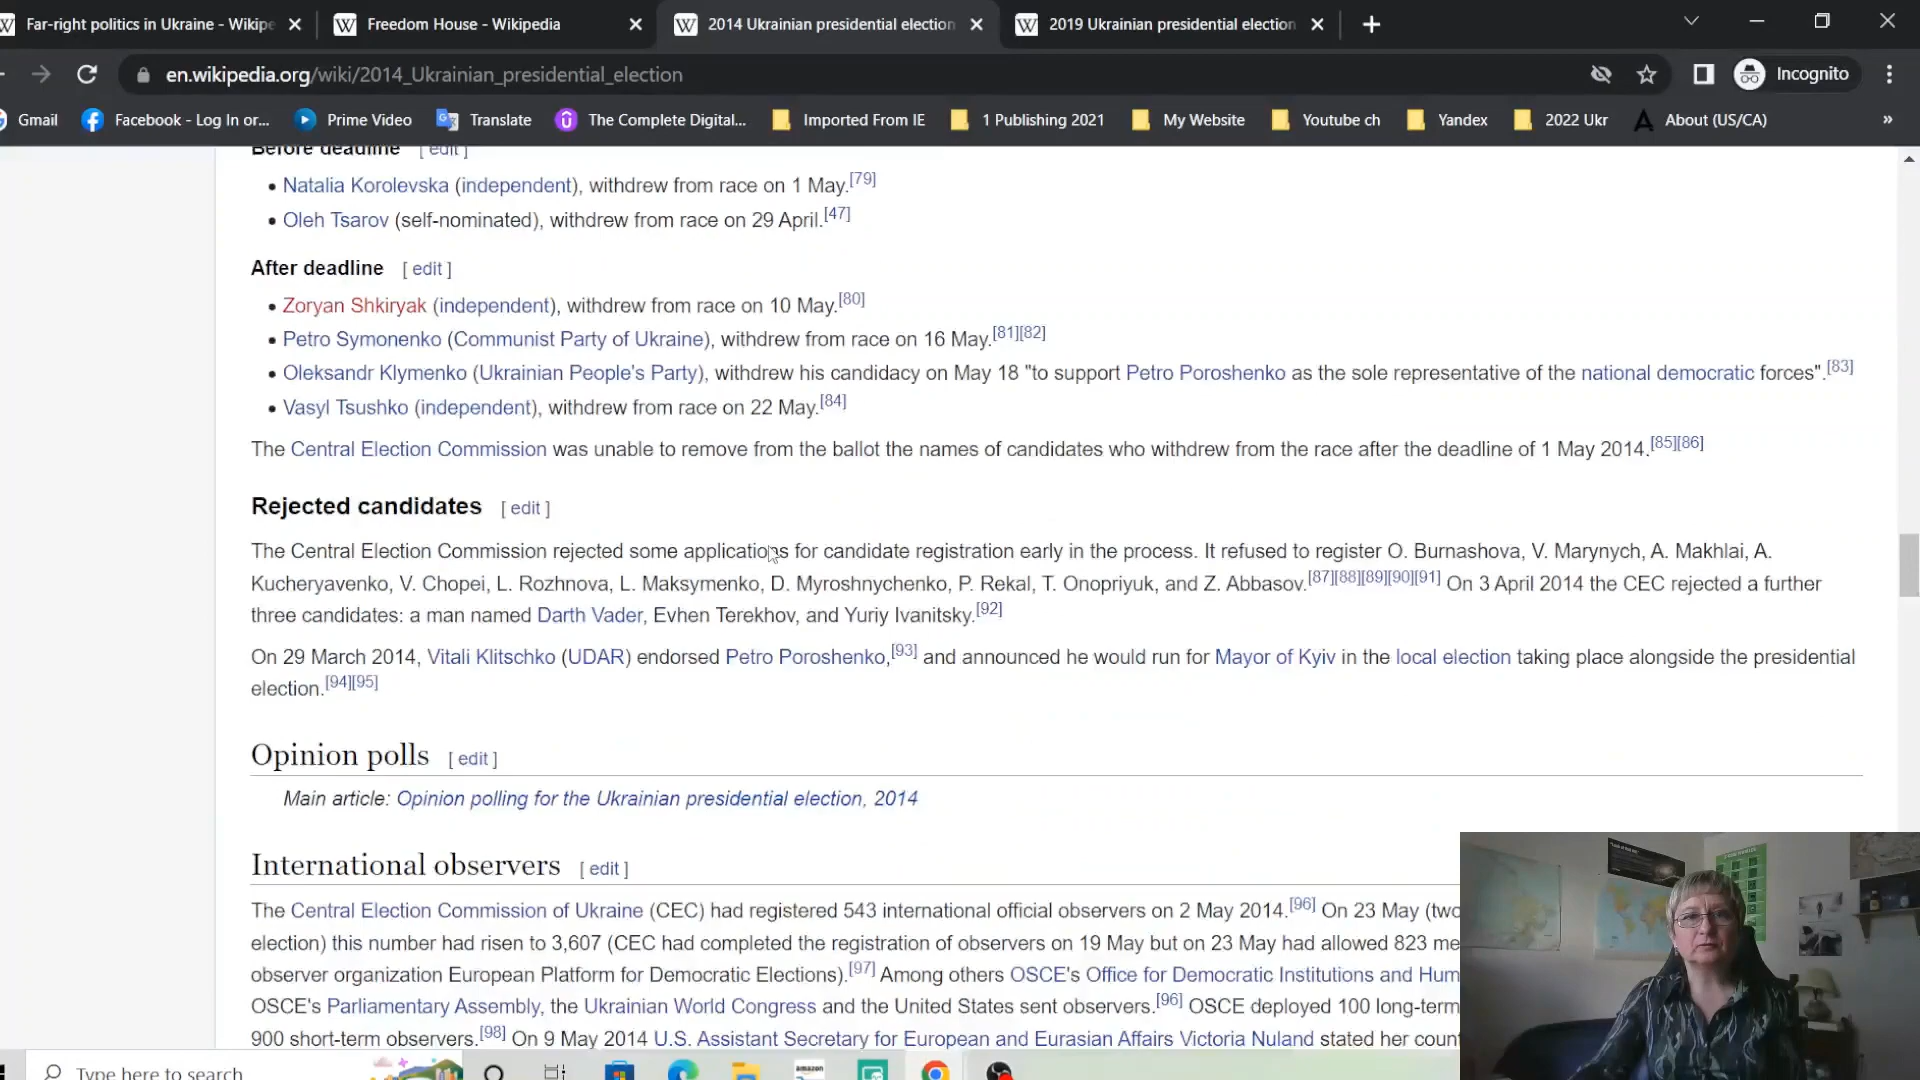 Far-right politics in Ukraine - Wikipe
Freedom House - Wikipedia
2014 Ukrainian presidential election
2019 Ukrainian presidential election
en.wikipedia.org/wiki/2014_Ukrainian_presidential_election
Incognito
Gmail
Facebook - Log In or...
Prime Video
Translate
The Complete Digital...
Imported From IE
1 Publishing 2021
My Website
Youtube ch
Yandex
2022 Ukr
About (US/CA)
»
Before deadline [ edit ]
• Natalia Korolevska (independent), withdrew from race on 1 May.[79]
• Oleh Tsarov (self-nominated), withdrew from race on 29 April.[47]
After deadline [ edit ]
• Zoryan Shkiryak (independent), withdrew from race on 10 May.[80]
• Petro Symonenko (Communist Party of Ukraine), withdrew from race on 16 May.[81][82]
• Oleksandr Klymenko (Ukrainian People's Party), withdrew his candidacy on May 18 "to support Petro Poroshenko as the sole representative of the national democratic forces".[83]
• Vasyl Tsushko (independent), withdrew from race on 22 May.[84]
The Central Election Commission was unable to remove from the ballot the names of candidates who withdrew from the race after the deadline of 1 May 2014.[85][86]
Rejected candidates [ edit ]
The Central Election Commission rejected some applications for candidate registration early in the process. It refused to register O. Burnashova, V. Marynych, A. Makhlai, A.
Kucheryavenko, V. Chopei, L. Rozhnova, L. Maksymenko, D. Myroshnychenko, P. Rekal, T. Onopriyuk, and Z. Abbasov.[87][88][89][90][91] On 3 April 2014 the CEC rejected a further
three candidates: a man named Darth Vader, Evhen Terekhov, and Yuriy Ivanitsky.[92]
On 29 March 2014, Vitali Klitschko (UDAR) endorsed Petro Poroshenko,[93] and announced he would run for Mayor of Kyiv in the local election taking place alongside the presidential
election.[94][95]
Opinion polls [ edit ]
Main article: Opinion polling for the Ukrainian presidential election, 2014
International observers [ edit ]
The Central Election Commission of Ukraine (CEC) had registered 543 international official observers on 2 May 2014.[96] On 23 May (two
election) this number had risen to 3,607 (CEC had completed the registration of observers on 19 May but on 23 May had allowed 823 me
observer organization European Platform for Democratic Elections).[97] Among others OSCE's Office for Democratic Institutions and Hum
OSCE's Parliamentary Assembly, the Ukrainian World Congress and the United States sent observers.[96] OSCE deployed 100 long-term
900 short-term observers.[98] On 9 May 2014 U.S. Assistant Secretary for European and Eurasian Affairs Victoria Nuland stated her count
Type here to search
amazon